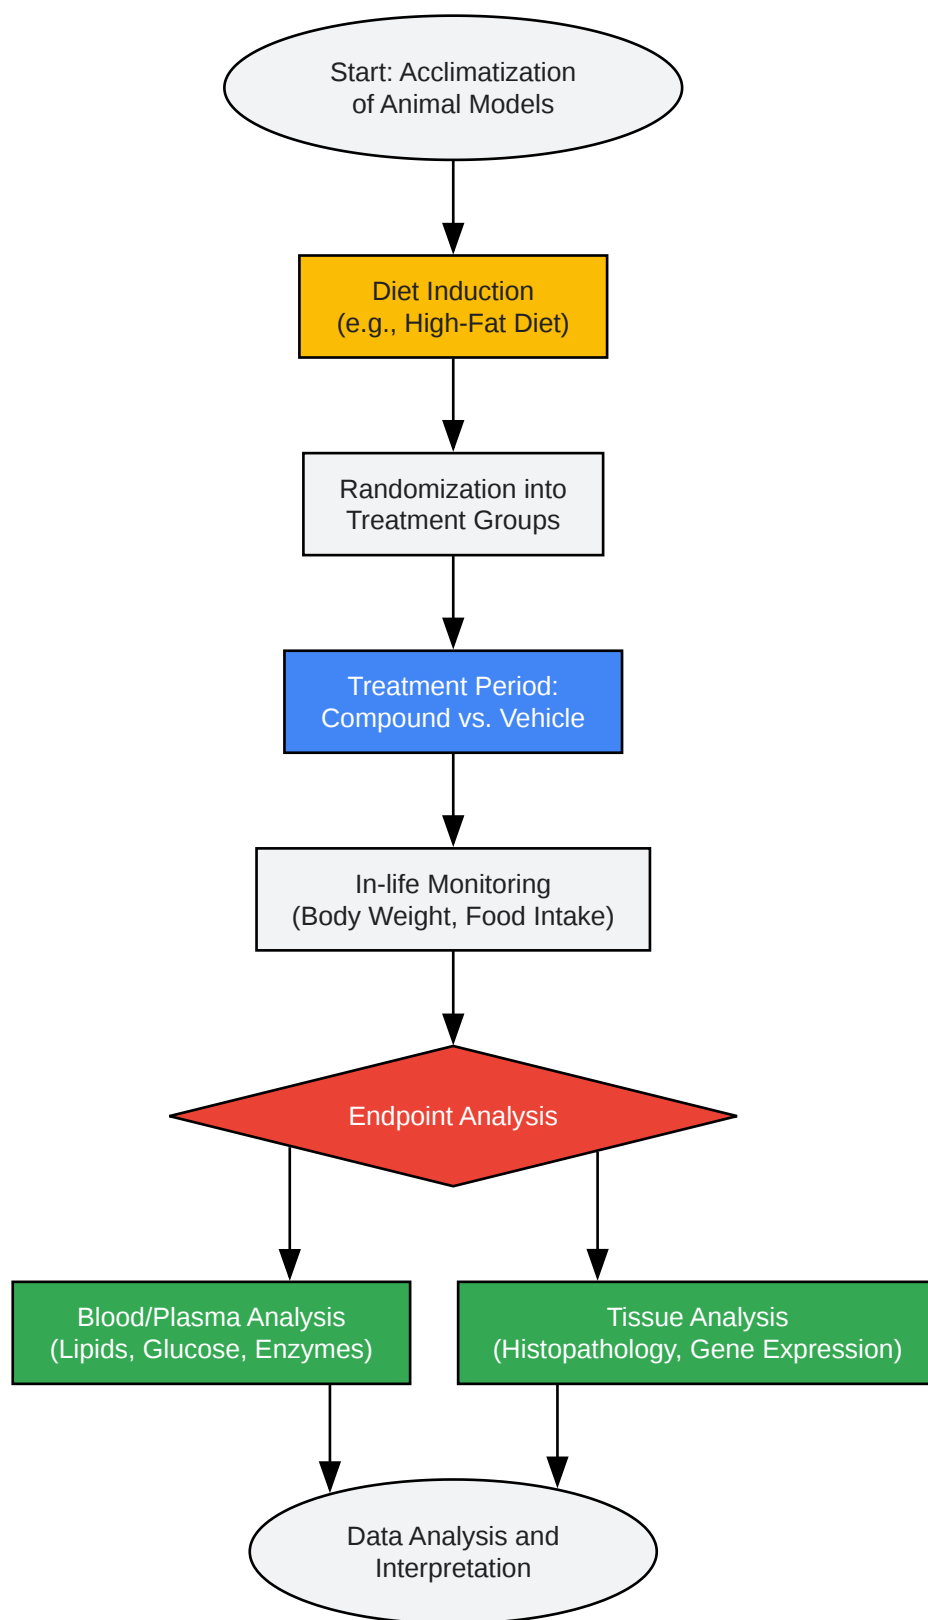 Start: Acclimatization
of Animal Models
Diet Induction
(e.g., High-Fat Diet)
Randomization into
Treatment Groups
Treatment Period:
Compound vs. Vehicle
In-life Monitoring
(Body Weight, Food Intake)
Endpoint Analysis
Blood/Plasma Analysis
(Lipids, Glucose, Enzymes)
Tissue Analysis
(Histopathology, Gene Expression)
Data Analysis and
Interpretation